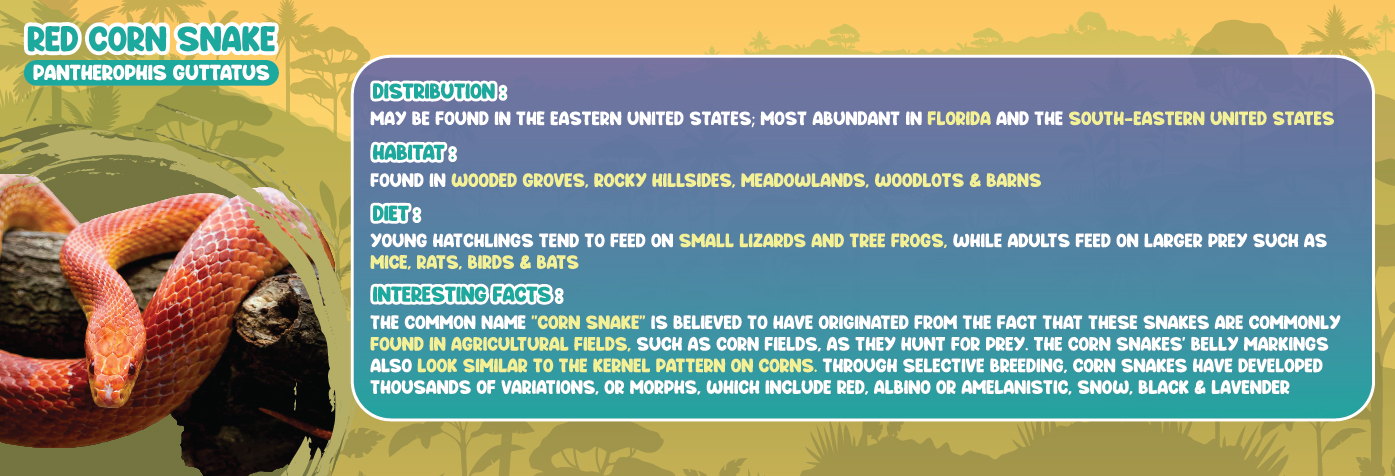 RED CORN SNAKE
PANTHEROPHIS GUTTATUS
DISTRIBUTION:
MAY BE FOUND IN THE EASTERN UNITED STATES; MOST ABUNDANT IN FLORIDA AND THE SOUTH-EASTERN UNITED STATES
HABITAT:
FOUND IN WOODED GROVES, ROCKY HILLSIDES, MEADOWLANDS, WOODLOTS & BARNS
DIET:
YOUNG HATCHLINGS TEND TO FEED ON SMALL LIZARDS AND TREE FROGS, WHILE ADULTS FEED ON LARGER PREY SUCH AS
MICE, RATS, BIRDS & BATS
INTERESTING FACTS:
THE COMMON NAME "CORN SNAKE" IS BELIEVED TO HAVE ORIGINATED FROM THE FACT THAT THESE SNAKES ARE COMMONLY
FOUND IN AGRICULTURAL FIELDS, SUCH AS CORN FIELDS, AS THEY HUNT FOR PREY. THE CORN SNAKES' BELLY MARKINGS
ALSO LOOK SIMILAR TO THE KERNEL PATTERN ON CORNS. THROUGH SELECTIVE BREEDING, CORN SNAKES HAVE DEVELOPED
THOUSANDS OF VARIATIONS, OR MORPHS, WHICH INCLUDE RED, ALBINO OR AMELANISTIC, SNOW, BLACK & LAVENDER